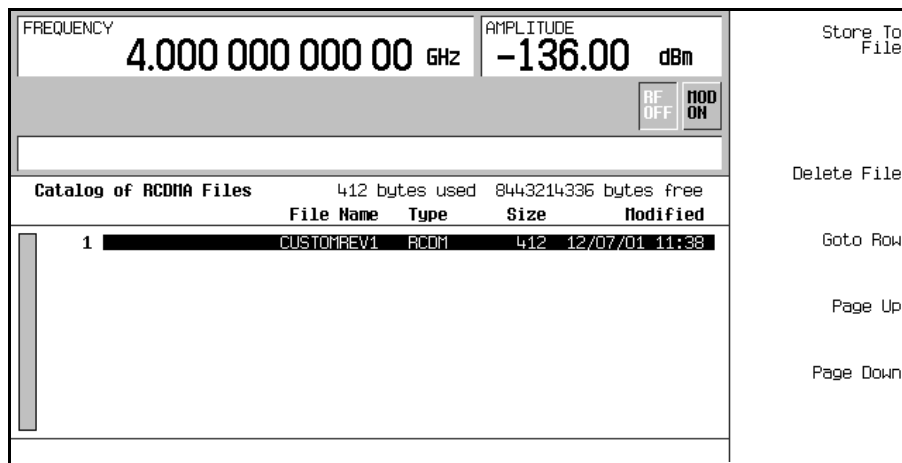 FREQUENCY
4.000 000 000 00 GHz
AMPLITUDE
-136.00 dBm
RF OFF
MOD ON
Catalog of RCDMA Files 412 bytes used 8443214336 bytes free
File Name Type Size Modified
1 CUSTOMREV1 RCDM 412 12/07/01 11:38
Store To
File
Delete File
Goto Row
Page Up
Page Down